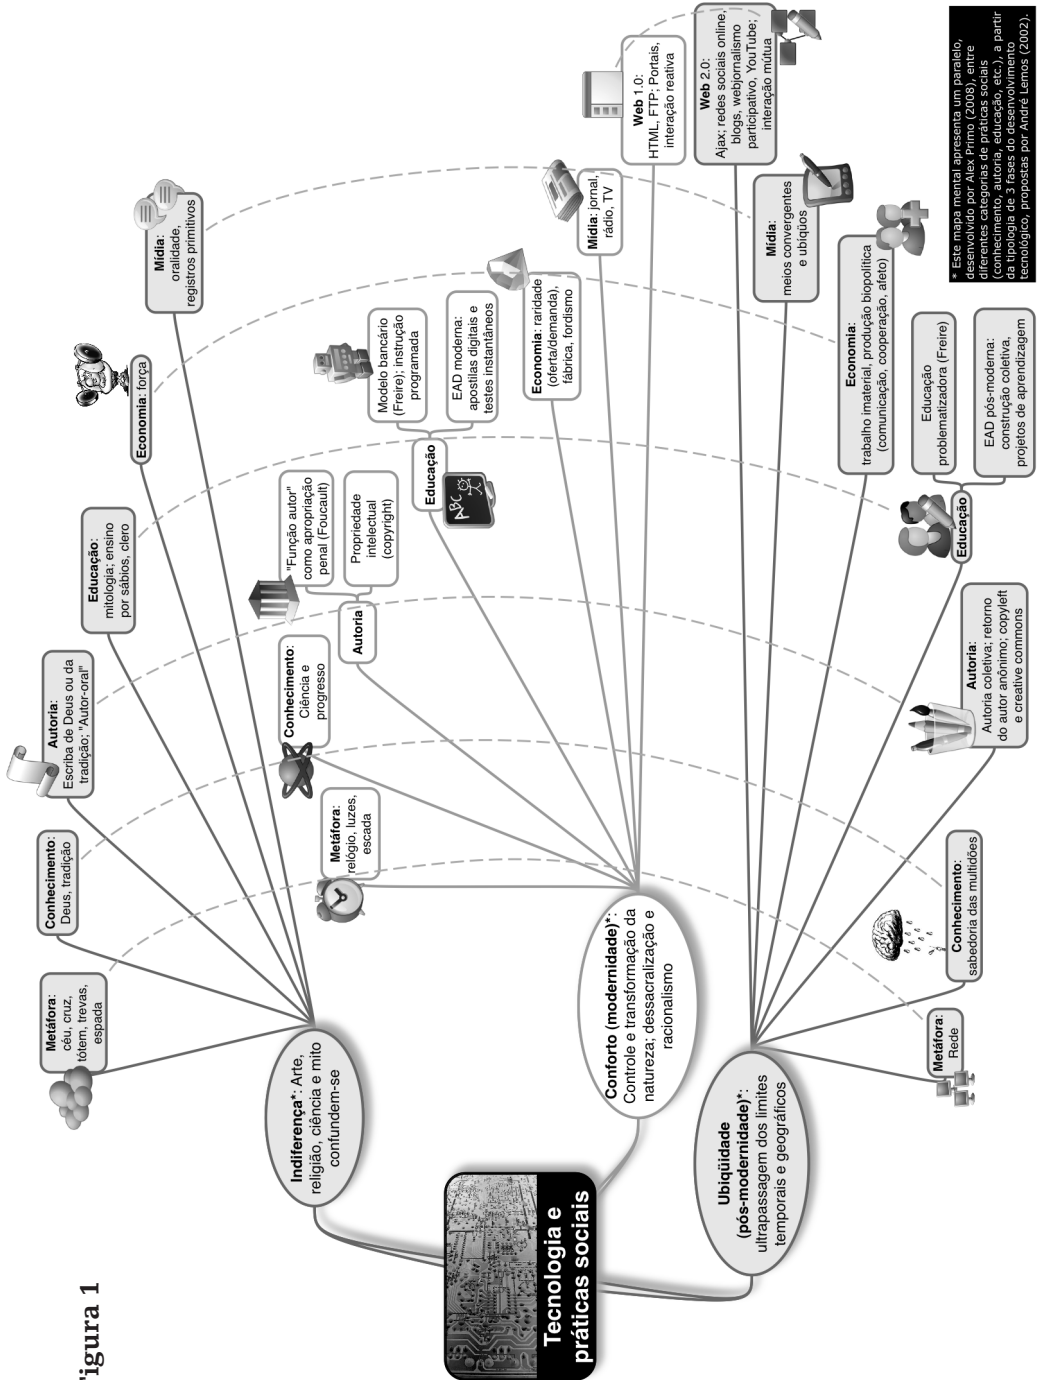 Figura 1
Tecnologia e
práticas sociais
Indiferença*: Arte,
religião, ciência e mito
confundem-se
Metáfora:
céu, cruz,
tótem, trevas,
espada
Conhecimento:
Deus, tradição
Autoria:
Escriba de Deus ou da
tradição; "Autor-oral"
Educação:
mitologia; ensino
por sábios, clero
Economia: força
Mídia:
oralidade,
registros primitivos
Conforto (modernidade)*:
Controle e transformação da
natureza; dessacralização e
racionalismo
Metáfora:
relógio, luzes,
escada
Conhecimento:
Ciência e
progresso
Autoria
"Função autor"
como apropriação
penal (Foucault)
Propriedade
intelectual
(copyright)
Educação
ABC
Modelo bancário
(Freire); instrução
programada
EAD moderna:
apostilas digitais e
testes instantâneos
Economia: raridade
(oferta/demanda),
fábrica, fordismo
Mídia: jornal,
rádio, TV
Web 1.0:
HTML, FTP; Portais,
interação reativa
Ubiqüidade
(pós-modernidade)*:
ultrapassagem dos limites
temporais e geográficos
Web 2.0:
Ajax; redes sociais online,
blogs, webjornalismo
participativo, YouTube;
interação mútua
Mídia:
meios convergentes
e ubiqüos
Economia:
trabalho imaterial, produção biopolítica
(comunicação, cooperação, afeto)
Educação
Educação
problematizadora (Freire)
EAD pós-moderna:
construção coletiva,
projetos de aprendizagem
Autoria:
Autoria coletiva; retorno
do autor anônimo; copyleft
e creative commons
Conhecimento:
sabedoria das multidões
Metáfora:
Rede
* Este mapa mental apresenta um paralelo,
desenvolvido por Alex Primo (2008), entre
diferentes categorias de práticas sociais
(conhecimento, autoria, educação, etc.), a partir
da tipologia de 3 fases do desenvolvimento
tecnológico, propostas por André Lemos (2002).